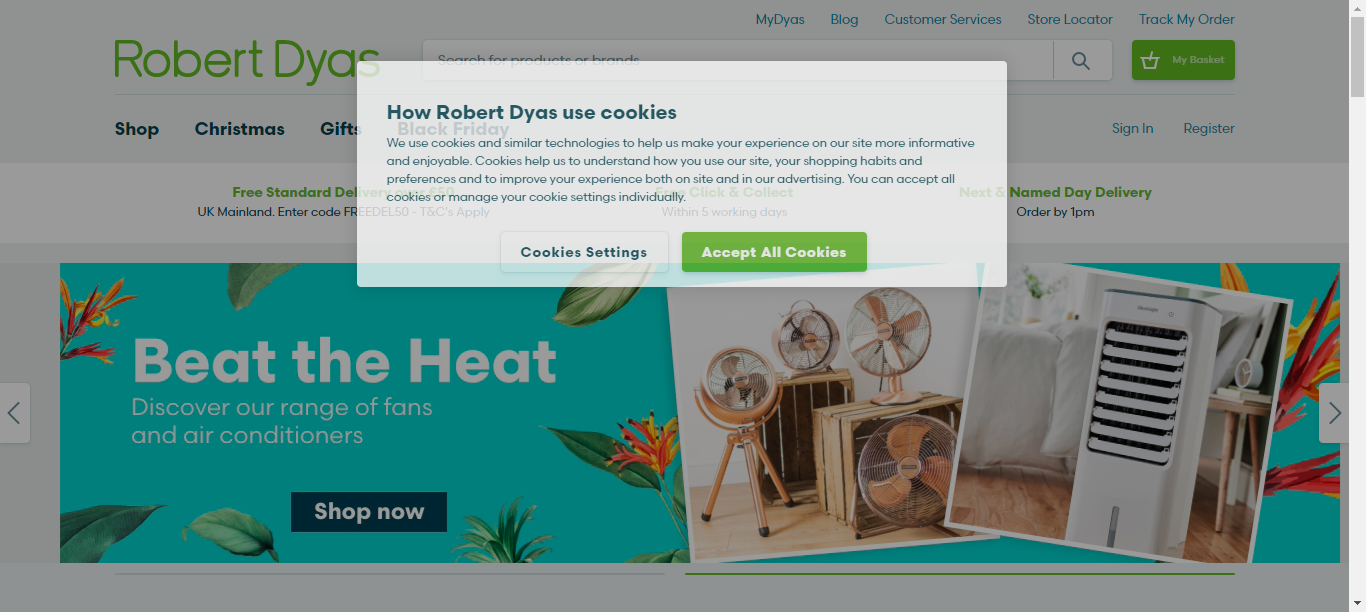 MyDyas Blog Customer Services Store Locator Track My Order
Robert Dyas
Search for products or brands
My Basket
Shop Christmas Gifts Black Friday
Sign In Register
How Robert Dyas use cookies
We use cookies and similar technologies to help us make your experience on our site more informative
and enjoyable. Cookies help us to understand how you use our site, your shopping habits and
preferences and to improve your experience both on site and in our advertising. You can accept all
cookies or manage your cookie settings individually.
Cookies Settings Accept All Cookies
Free Standard Delivery over £50
UK Mainland. Enter code FREEDEL50 - T&C's Apply
Free Click & Collect
Within 5 working days
Next & Named Day Delivery
Order by 1pm
Beat the Heat
Discover our range of fans
and air conditioners
Shop now